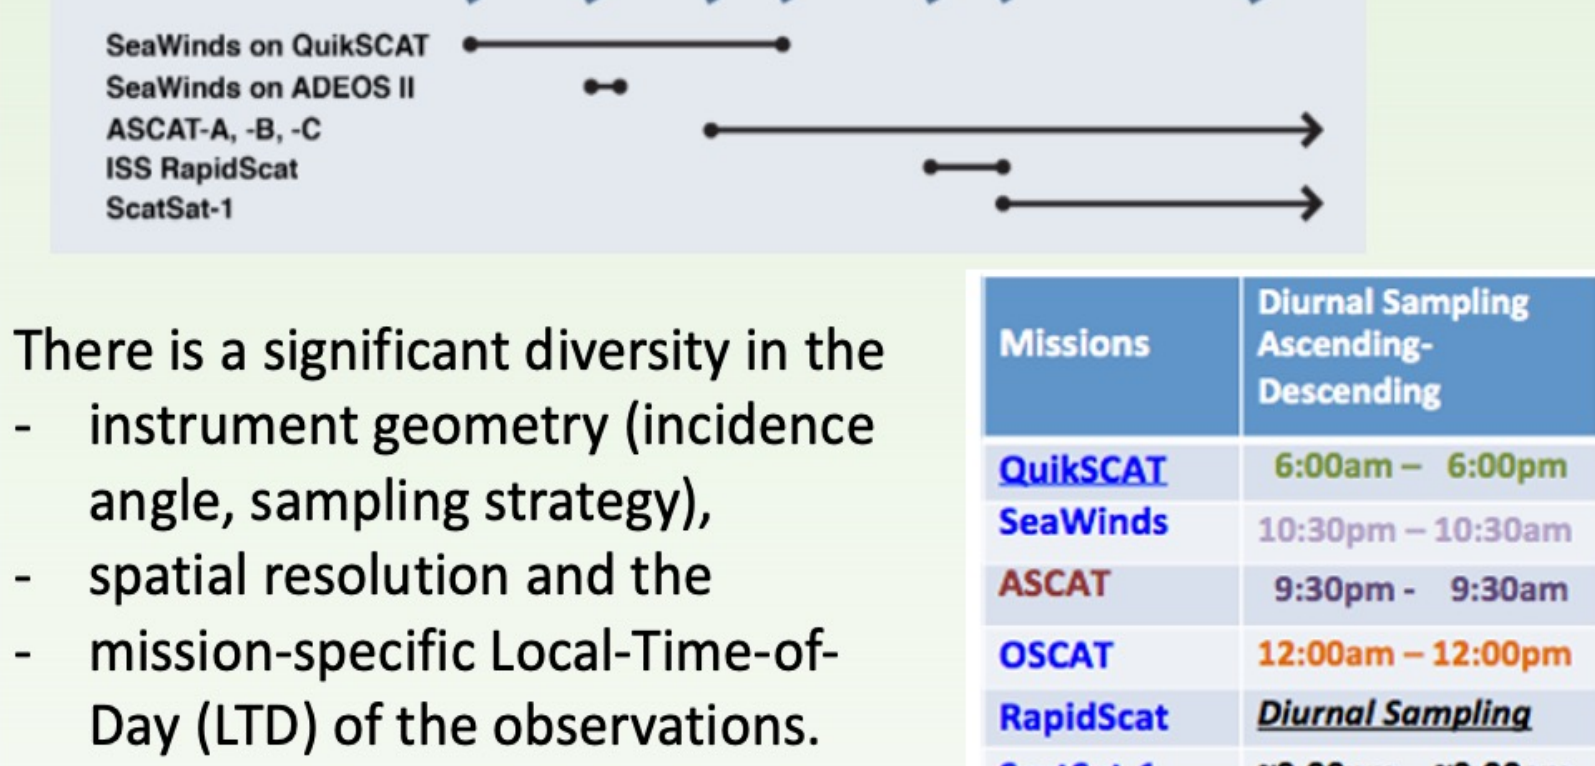 SeaWinds on QuikSCAT
SeaWinds on ADEOS II
ASCAT-A, -B, -C
ISS RapidScat
ScatSat-1
There is a significant diversity in the
- instrument geometry (incidence
angle, sampling strategy),
- spatial resolution and the
- mission-specific Local-Time-of-
Day (LTD) of the observations.
Missions
Diurnal Sampling
Ascending-
Descending
QuikSCAT 6:00am – 6:00pm
SeaWinds 10:30pm – 10:30am
ASCAT 9:30pm - 9:30am
OSCAT 12:00am – 12:00pm
RapidScat Diurnal Sampling